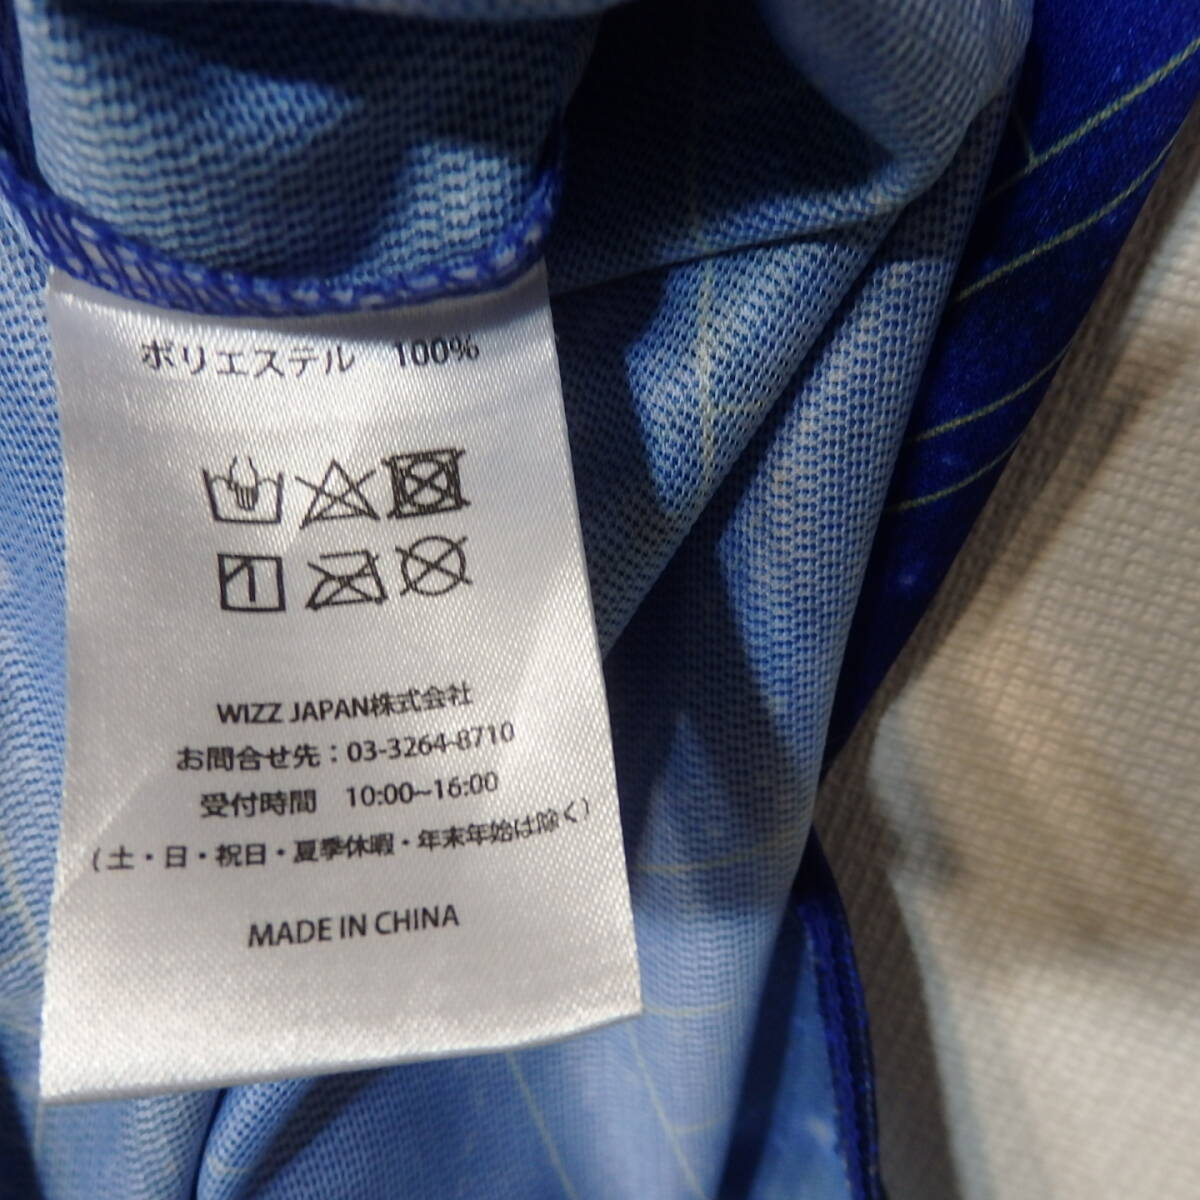 ポリエステル　100%
WIZZ JAPAN株式会社
お問合せ先：03-3264-8710
受付時間　10:00~16:00
（土・日・祝日・夏季休暇・年末年始は除く）
MADE IN CHINA